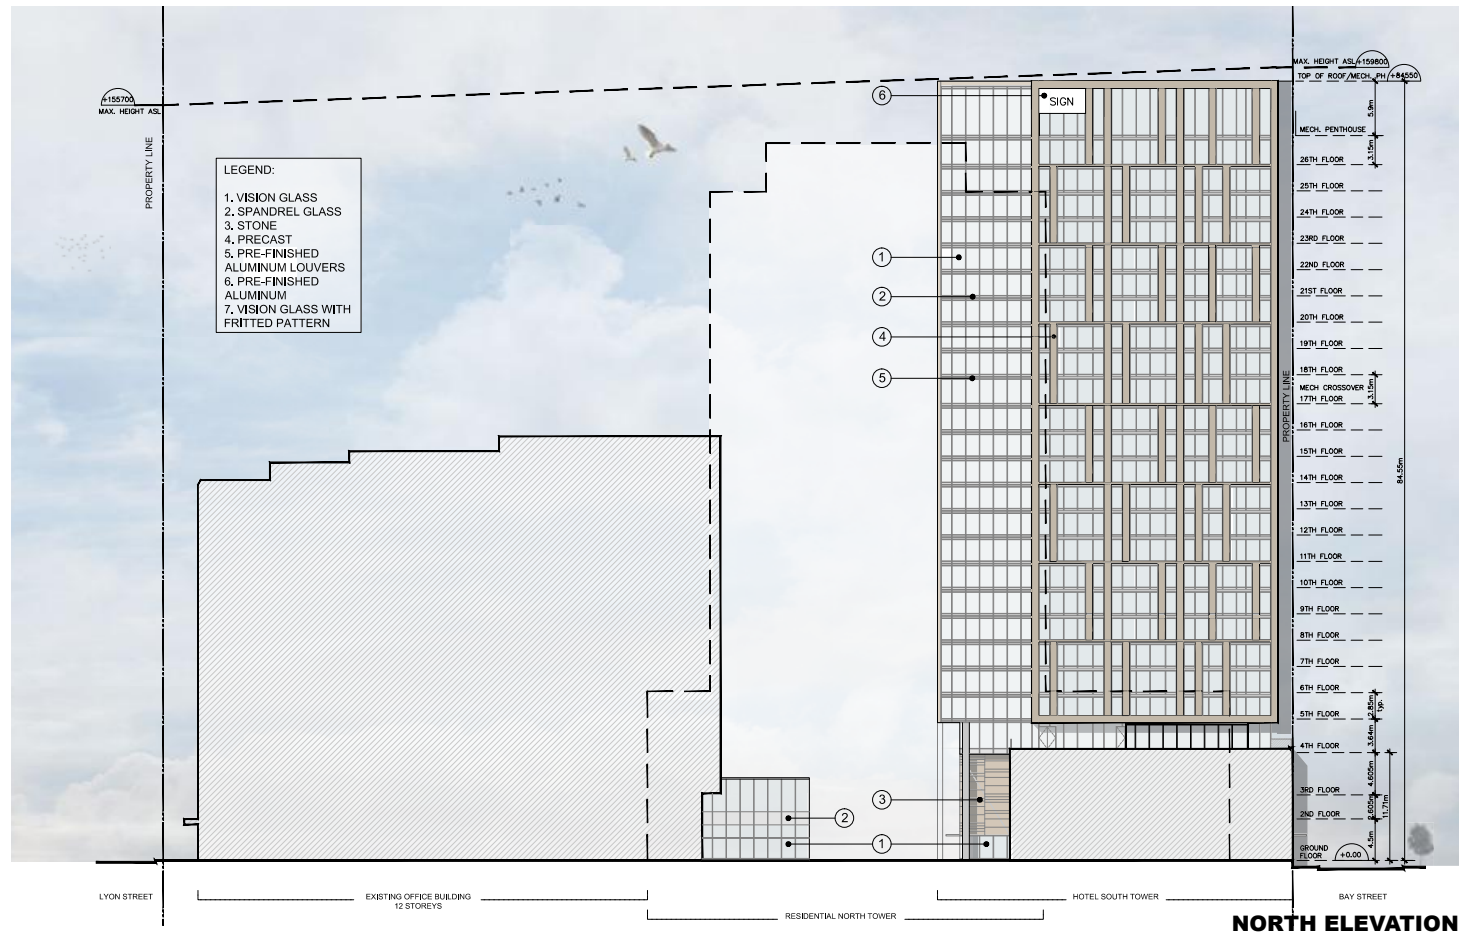 MAX. HEIGHT ASL +159800
TOP OF ROOF/MECH. PH +84550
+155700
MAX. HEIGHT ASL
PROPERTY LINE
LEGEND:
1. VISION GLASS
2. SPANDREL GLASS
3. STONE
4. PRECAST
5. PRE-FINISHED
ALUMINUM LOUVERS
6. PRE-FINISHED
ALUMINUM
7. VISION GLASS WITH
FRITTED PATTERN
6
SIGN
1
2
4
5
3
2
1
PROPERTY LINE
5.9m
MECH. PENTHOUSE
3.15m
26TH FLOOR
25TH FLOOR
24TH FLOOR
23RD FLOOR
22ND FLOOR
21ST FLOOR
20TH FLOOR
19TH FLOOR
18TH FLOOR
MECH CROSSOVER
3.15m
17TH FLOOR
16TH FLOOR
15TH FLOOR
14TH FLOOR
84.55m
13TH FLOOR
12TH FLOOR
11TH FLOOR
10TH FLOOR
9TH FLOOR
8TH FLOOR
7TH FLOOR
6TH FLOOR
2.85m
typ.
5TH FLOOR
3.64m
4TH FLOOR
4.605m
3RD FLOOR
2.605m
11.71m
2ND FLOOR
4.5m
GROUND
FLOOR
+0.00
LYON STREET
EXISTING OFFICE BUILDING
12 STOREYS
RESIDENTIAL NORTH TOWER
HOTEL SOUTH TOWER
BAY STREET
NORTH ELEVATION